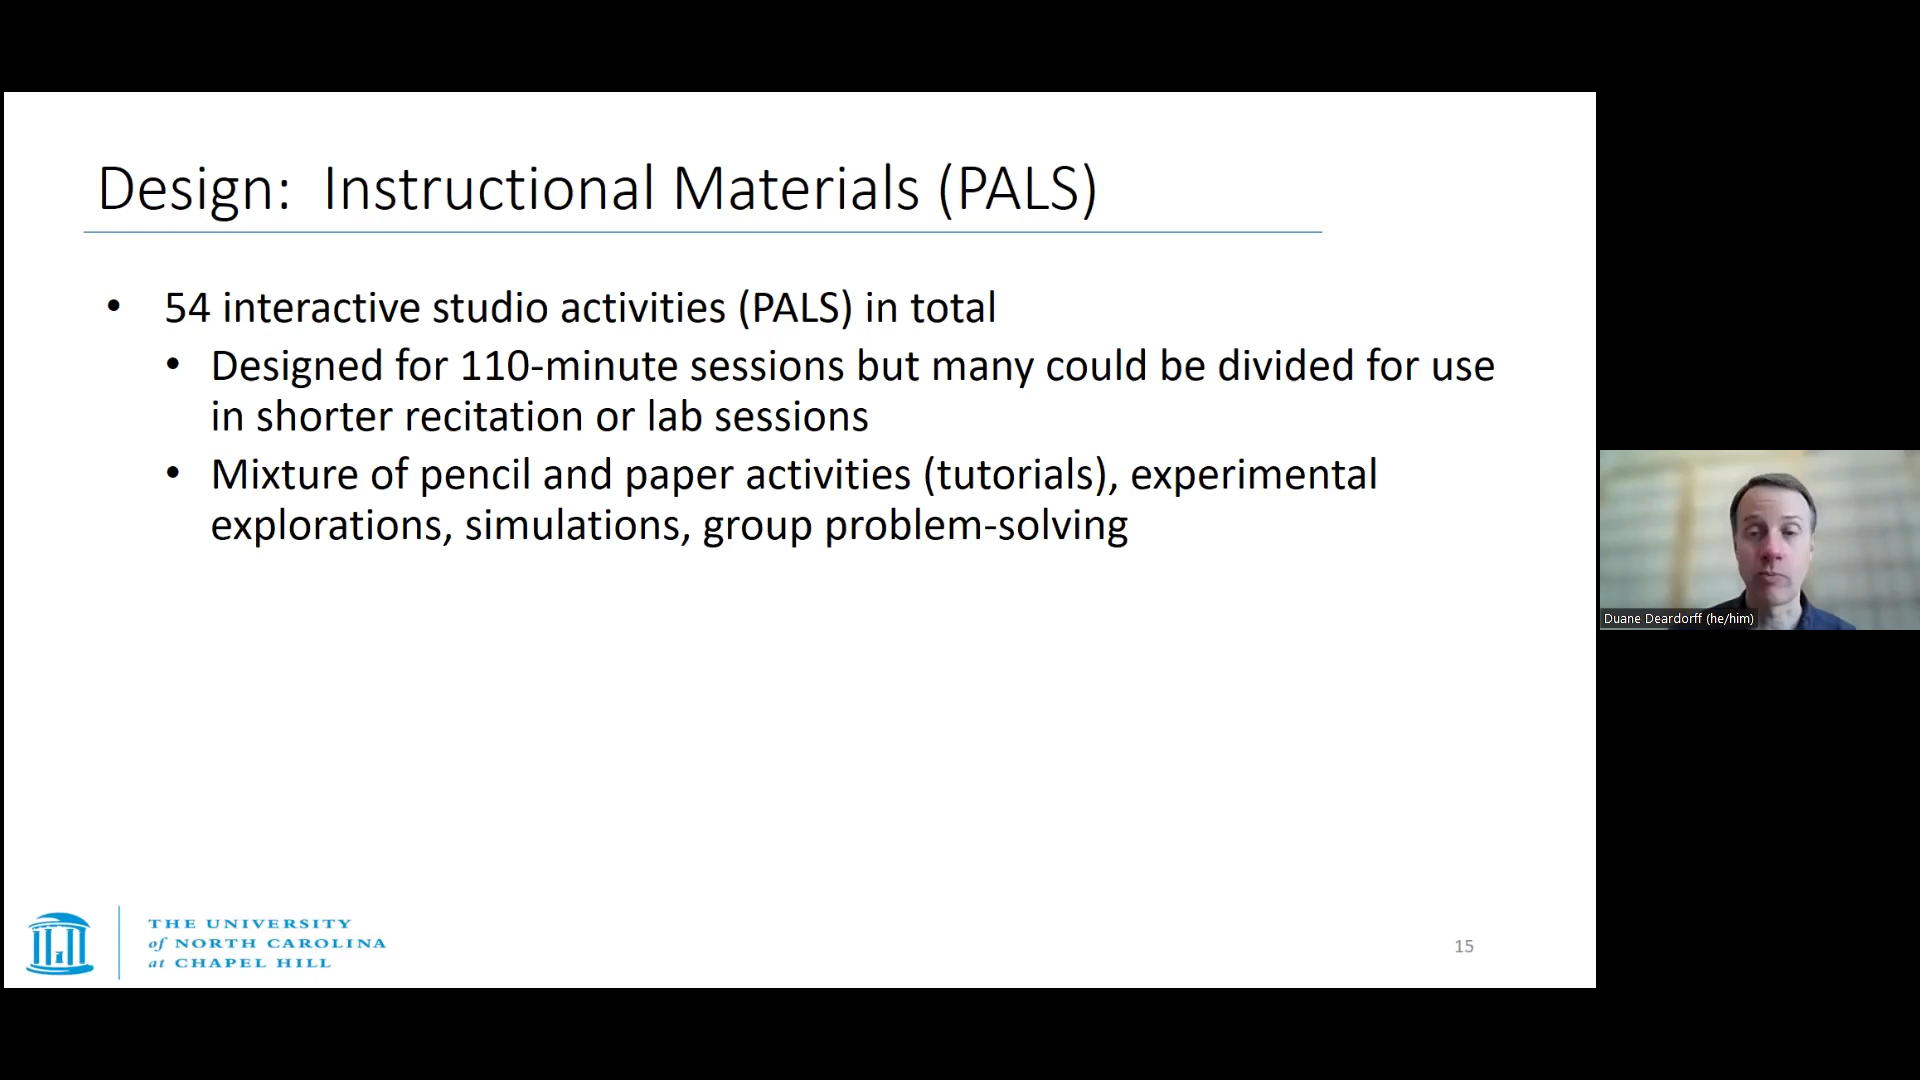 Design: Instructional Materials (PALS)
• 54 interactive studio activities (PALS) in total
• Designed for 110-minute sessions but many could be divided for use
in shorter recitation or lab sessions
• Mixture of pencil and paper activities (tutorials), experimental
explorations, simulations, group problem-solving
Duane Deardorff (he/him)
THE UNIVERSITY
of NORTH CAROLINA
at CHAPEL HILL
15